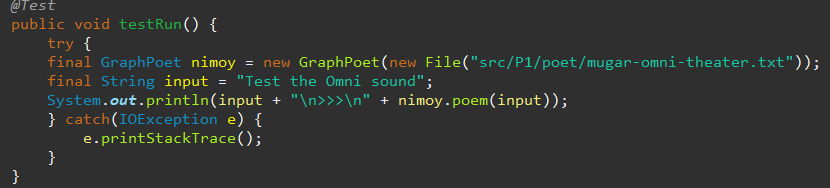 @Test
public void testRun() {
    try {
    final GraphPoet nimoy = new GraphPoet(new File("src/P1/poet/mugar-omni-theater.txt"));
    final String input = "Test the Omni sound";
    System.out.println(input + "\n>>>\n" + nimoy.poem(input));
    } catch(IOException e) {
        e.printStackTrace();
    }
}